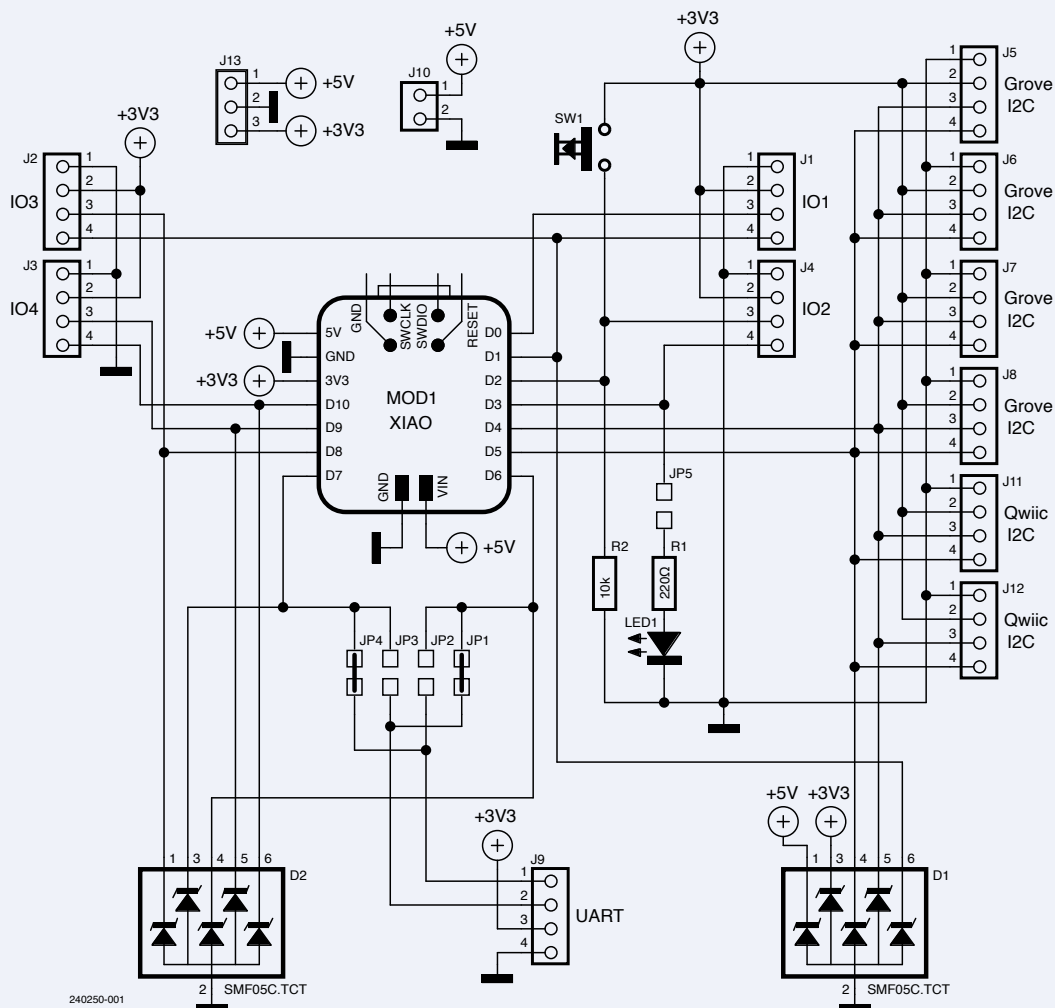 +5V
+3V3
J13
1
+5V
2
3
+3V3
J10
1
2
+3V3
SW1
J5
1
2
3
4
Grove
I2C
J2
1
2
3
4
IO3
J1
1
2
3
4
IO1
J6
1
2
3
4
Grove
I2C
J3
1
2
3
4
IO4
J4
1
2
3
4
IO2
J7
1
2
3
4
Grove
I2C
+5V
+3V3
GND
SWCLK
SWDIO
RESET
5V
GND
3V3
D10
D9
D8
D7
MOD1
XIAO
D0
D1
D2
D3
D4
D5
D6
GND
VIN
+5V
J8
1
2
3
4
Grove
I2C
JP5
J11
1
2
3
4
Qwiic
I2C
R2
10k
R1
220Ω
LED1
J12
1
2
3
4
Qwiic
I2C
JP4
JP3
JP2
JP1
+3V3
J9
1
2
3
4
UART
+5V
+3V3
1
3
4
5
6
D2
2
SMF05C.TCT
1
3
4
5
6
D1
2
SMF05C.TCT
240250-001